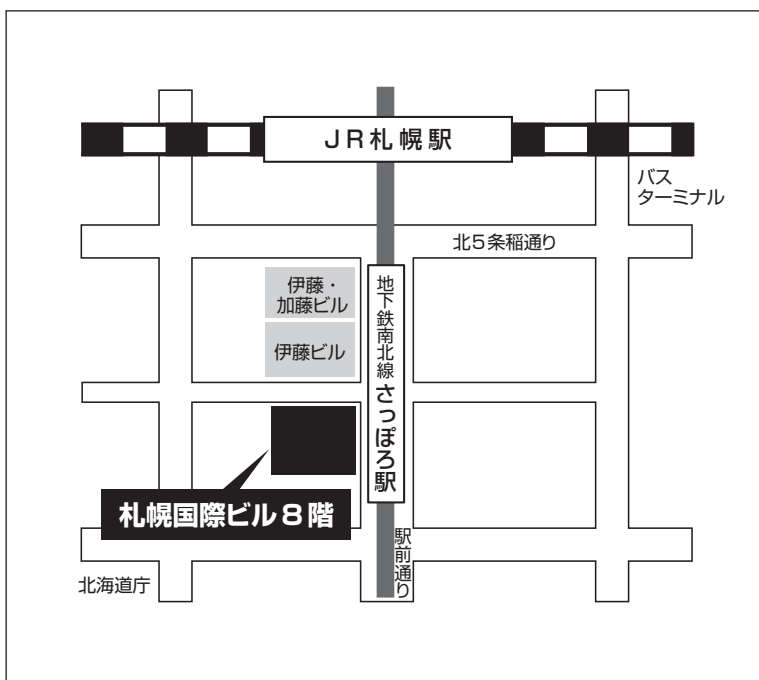 JR札幌駅
バス
ターミナル
北5条稲通り
伊藤・
加藤ビル
伊藤ビル
地下鉄南北線 さっぽろ駅
札幌国際ビル8階
駅前通り
北海道庁